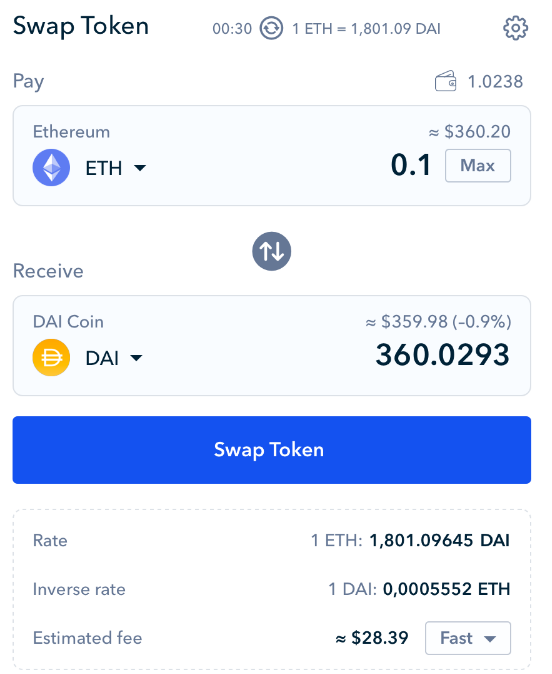 Swap Token 00:30 1 ETH = 1,801.09 DAI
Pay 1.0238
Ethereum ≈ $360.20
ETH 0.1 Max
Receive
DAI Coin ≈ $359.98 (–0.9%)
DAI 360.0293
Swap Token
Rate 1 ETH: 1,801.09645 DAI
Inverse rate 1 DAI: 0,0005552 ETH
Estimated fee ≈ $28.39 Fast